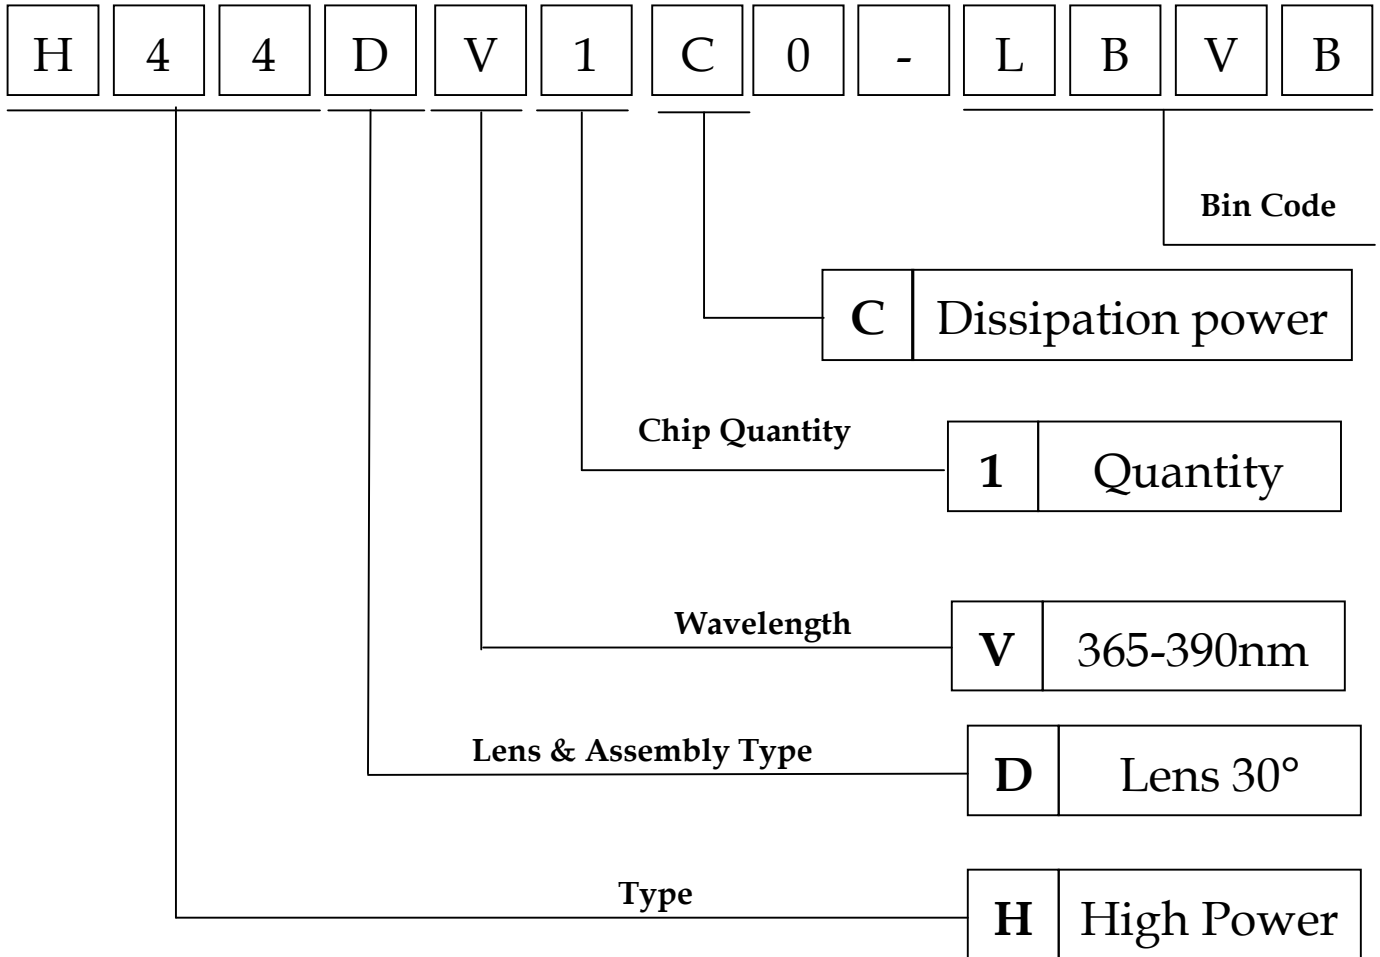 H 4 4 D V 1 C 0 - L B V B
Bin Code
C Dissipation power
Chip Quantity
1 Quantity
Wavelength
V 365-390nm
Lens & Assembly Type
D Lens 30°
Type
H High Power